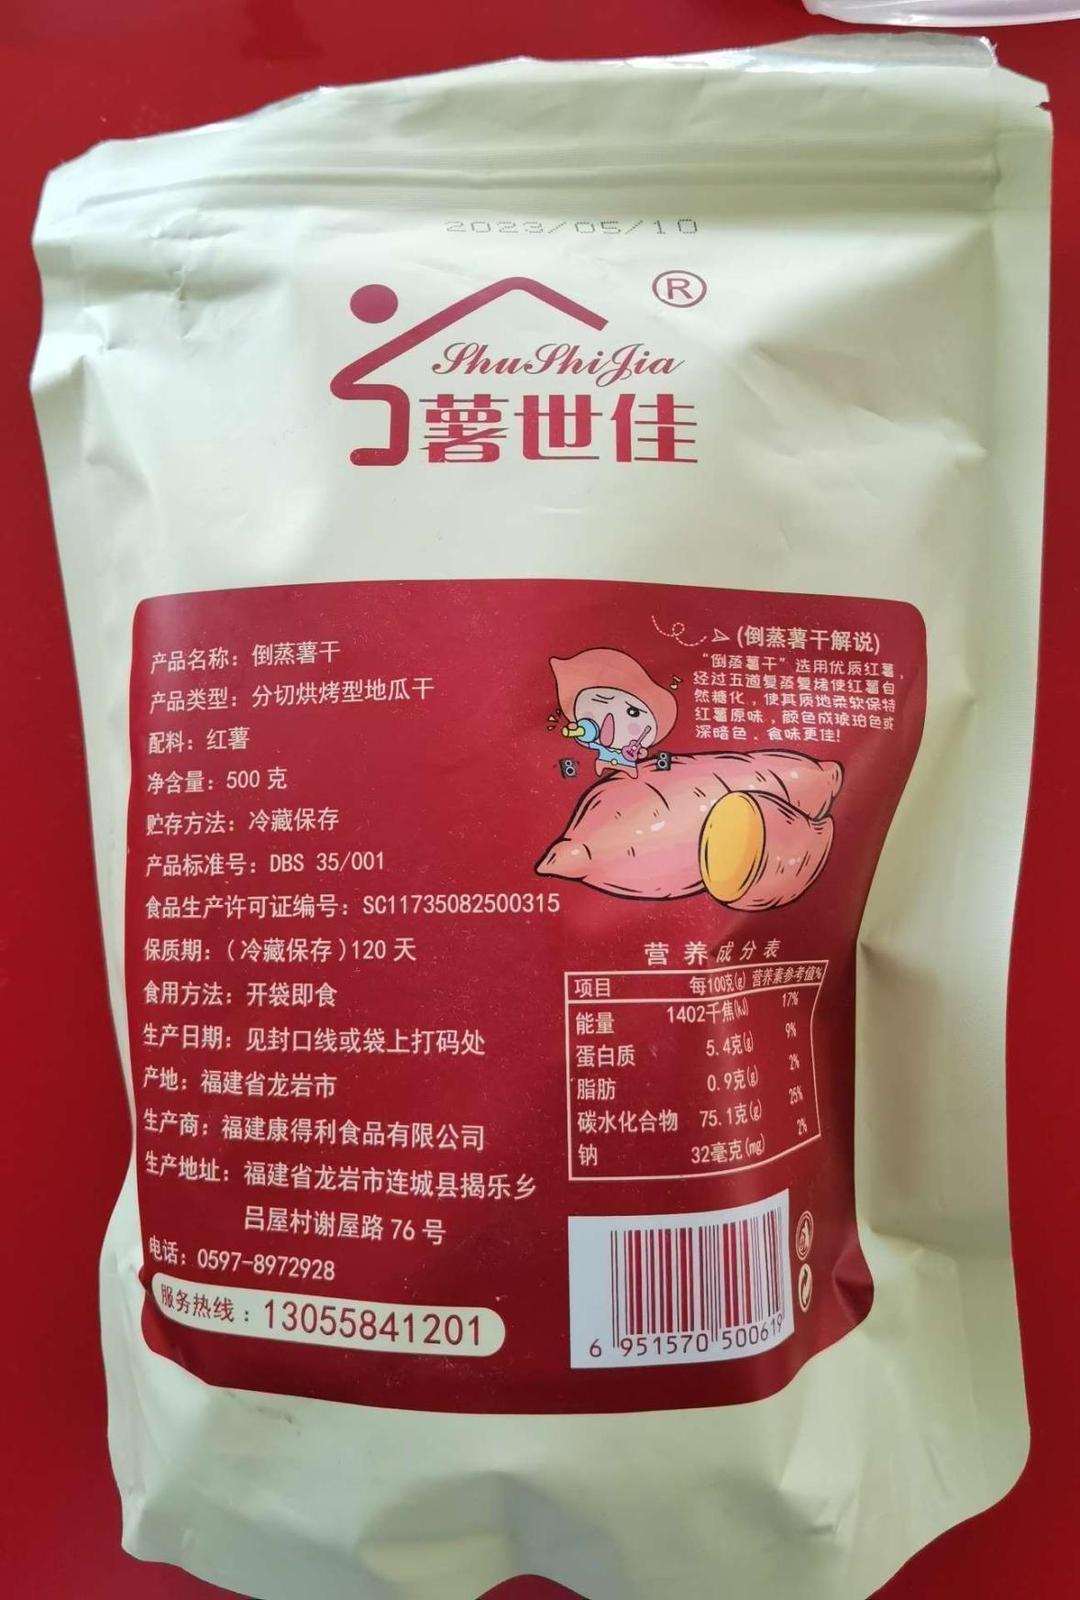 2023/05/10
®
ShuShiJia
薯世佳
产品名称：倒蒸薯干
产品类型：分切烘烤型地瓜干
配料：红薯
净含量：500 克
贮存方法：冷藏保存
产品标准号：DBS 35/001
食品生产许可证编号：SC11735082500315
保质期：（冷藏保存）120 天
食用方法：开袋即食
生产日期：见封口线或袋上打码处
产地：福建省龙岩市
生产商：福建康得利食品有限公司
生产地址：福建省龙岩市连城县揭乐乡
吕屋村谢屋路 76 号
电话：0597-8972928
服务热线：13055841201
(倒蒸薯干解说)
“倒蒸薯干”选用优质红薯，
经过五道复蒸复烤使红薯自
然糖化，使其质地柔软保持
红薯原味，颜色成琥珀色或
深暗色．食味更佳!
营养成分表
项目 每100克(g) 营养素参考值%
能量 1402千焦(kJ) 17%
蛋白质 5.4克(g) 9%
脂肪 0.9克(g) 2%
碳水化合物 75.1克(g) 25%
钠 32毫克(mg) 2%
6 951570 500619